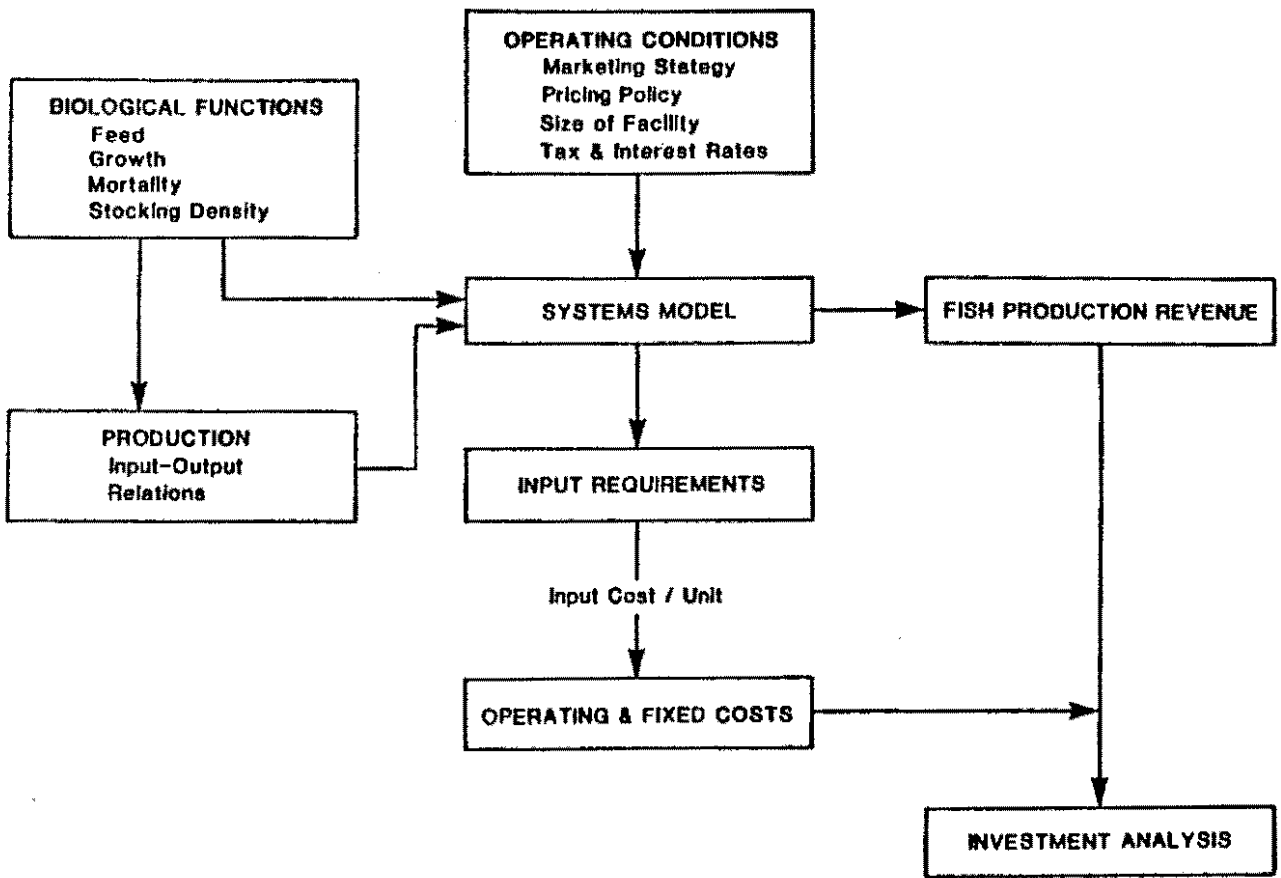 OPERATING CONDITIONS
Marketing Stategy
Pricing Policy
Size of Facility
Tax & Interest Rates
BIOLOGICAL FUNCTIONS
Feed
Growth
Mortality
Stocking Density
SYSTEMS MODEL
FISH PRODUCTION REVENUE
PRODUCTION
Input-Output
Relations
INPUT REQUIREMENTS
Input Cost / Unit
OPERATING & FIXED COSTS
INVESTMENT ANALYSIS